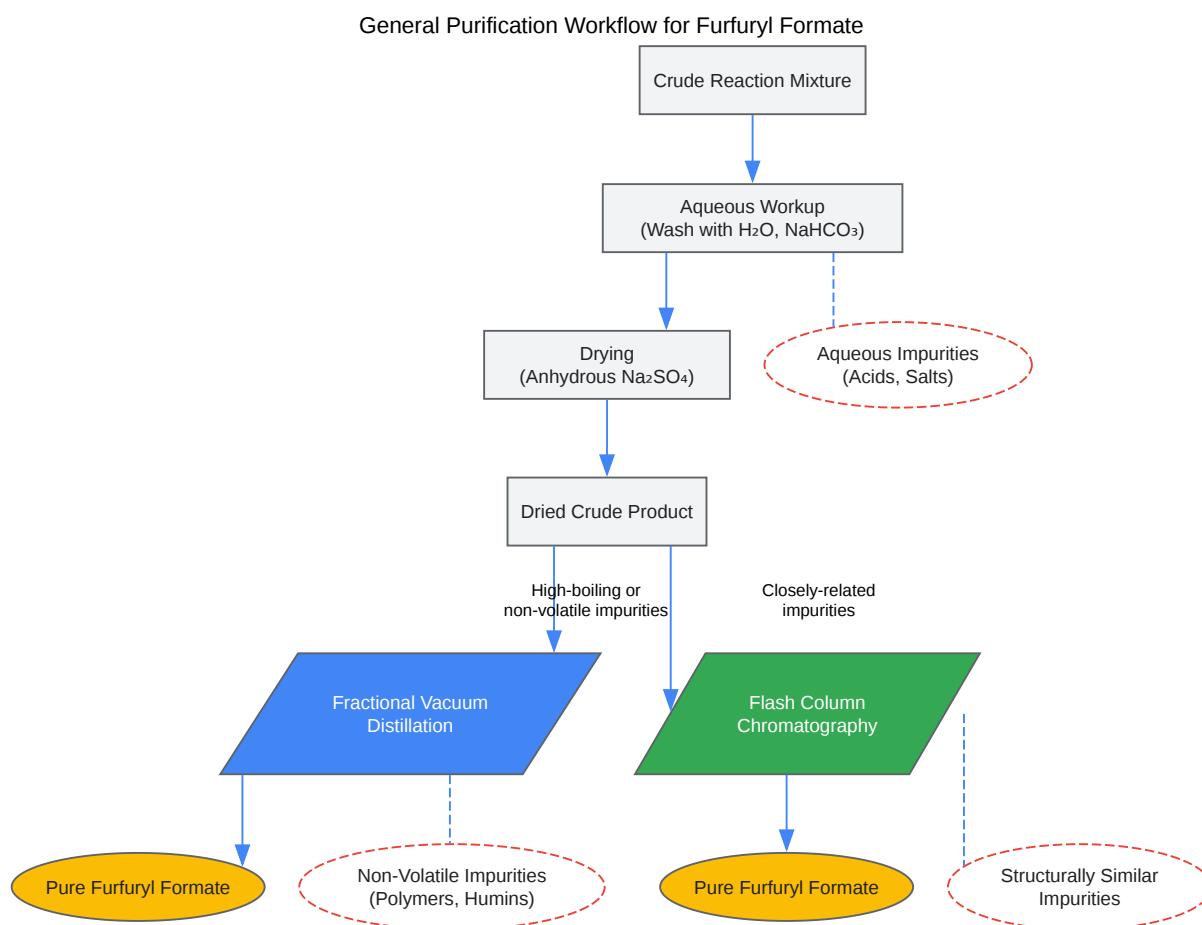 General Purification Workflow for Furfuryl Formate
Crude Reaction Mixture
Aqueous Workup
(Wash with H₂O, NaHCO₃)
Drying
(Anhydrous Na₂SO₄)
Aqueous Impurities
(Acids, Salts)
Dried Crude Product
High-boiling or
non-volatile impurities
Closely-related
impurities
Fractional Vacuum
Distillation
Flash Column
Chromatography
Pure Furfuryl Formate
Non-Volatile Impurities
(Polymers, Humins)
Pure Furfuryl Formate
Structurally Similar
Impurities